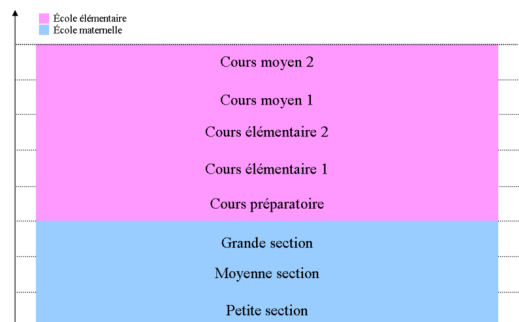 École élémentaire
École maternelle
Cours moyen 2
Cours moyen 1
Cours élémentaire 2
Cours élémentaire 1
Cours préparatoire
Grande section
Moyenne section
Petite section